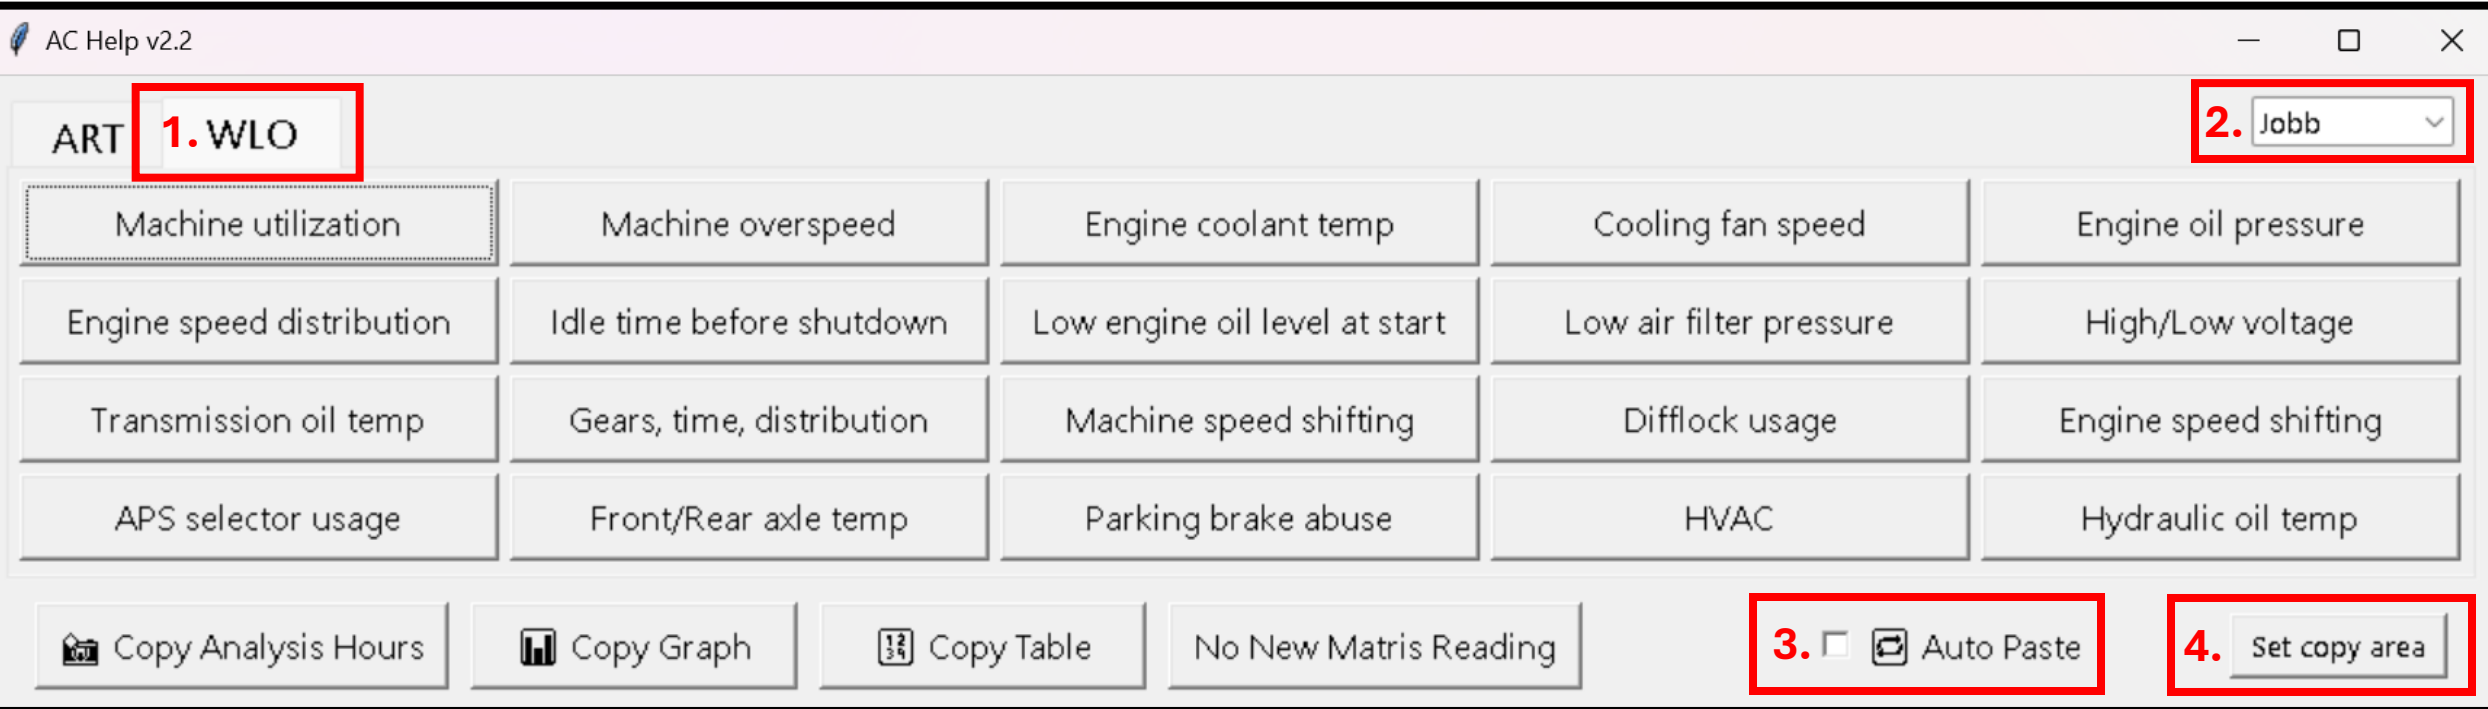 AC Help v2.2
ART 1. WLO 2. Jobb
Machine utilization Machine overspeed Engine coolant temp Cooling fan speed Engine oil pressure
Engine speed distribution Idle time before shutdown Low engine oil level at start Low air filter pressure High/Low voltage
Transmission oil temp Gears, time, distribution Machine speed shifting Difflock usage Engine speed shifting
APS selector usage Front/Rear axle temp Parking brake abuse HVAC Hydraulic oil temp
Copy Analysis Hours Copy Graph Copy Table No New Matris Reading 3. Auto Paste 4. Set copy area